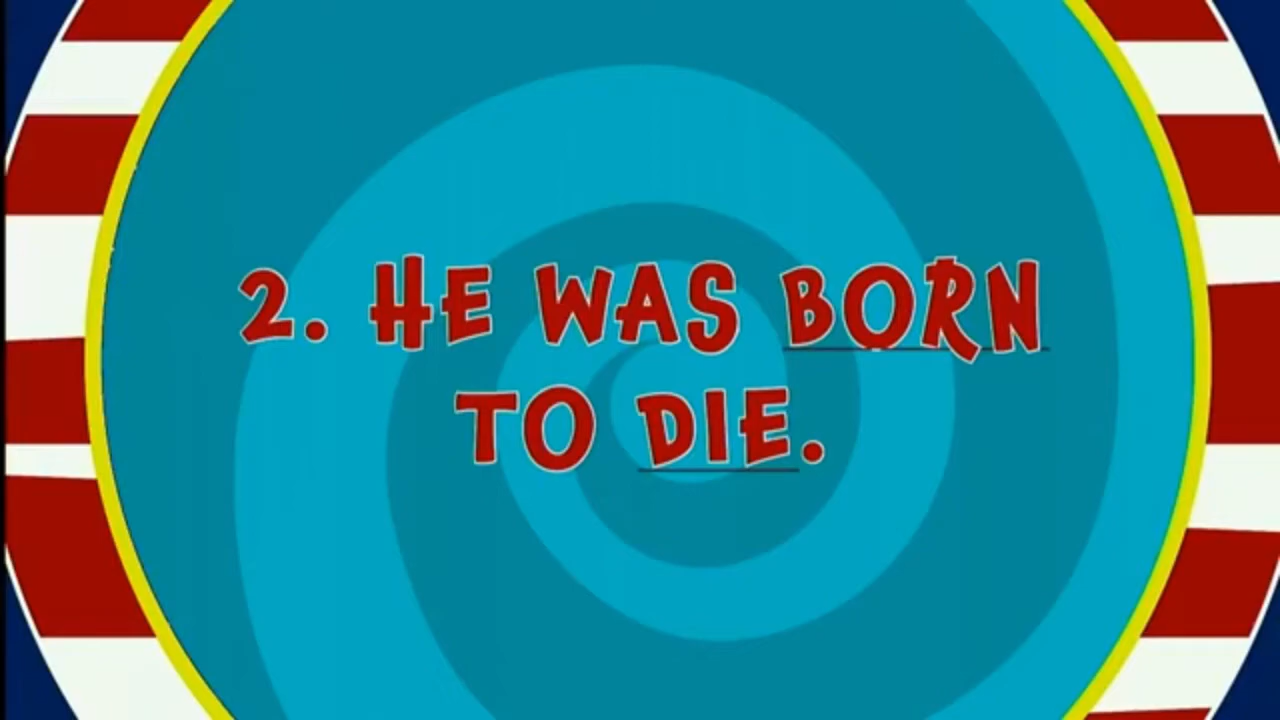 2. HE WAS BORN
TO DIE.